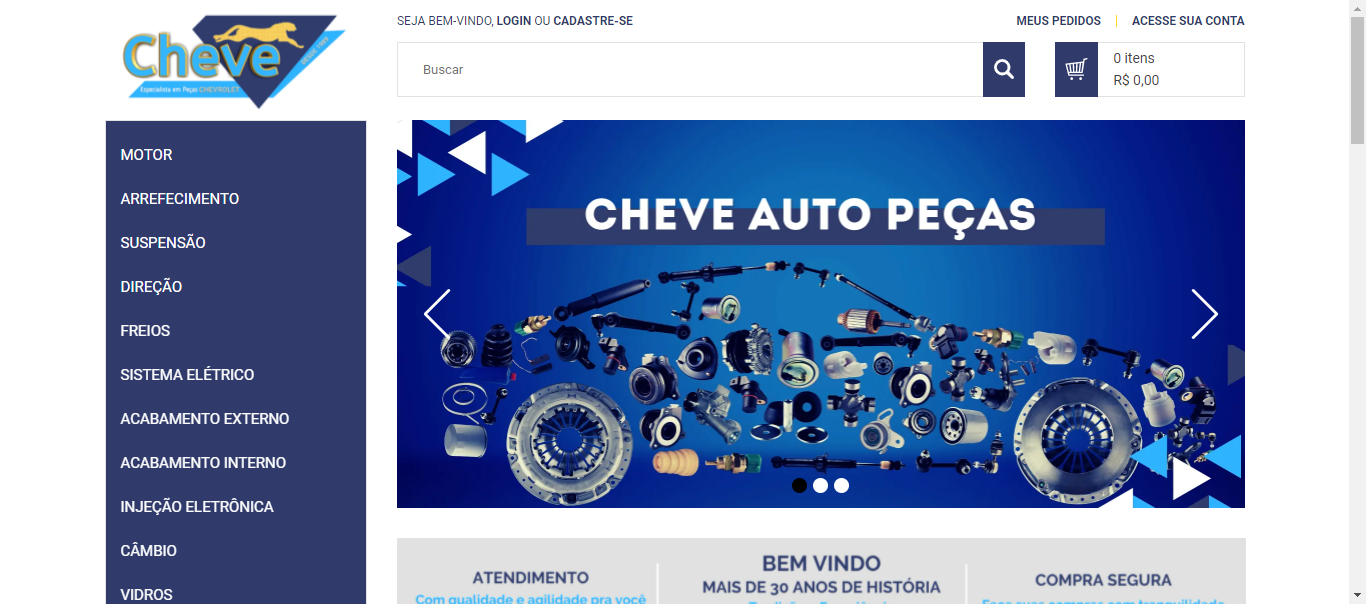 Cheve
DESDE 1989
Especialista em Peças CHEVROLET
SEJA BEM-VINDO, LOGIN OU CADASTRE-SE
MEUS PEDIDOS | ACESSE SUA CONTA
Buscar
0 itens
R$ 0,00
MOTOR
ARREFECIMENTO
SUSPENSÃO
DIREÇÃO
FREIOS
SISTEMA ELÉTRICO
ACABAMENTO EXTERNO
ACABAMENTO INTERNO
INJEÇÃO ELETRÔNICA
CÂMBIO
VIDROS
CHEVE AUTO PEÇAS
ATENDIMENTO
Com qualidade e agilidade pra você
BEM VINDO
MAIS DE 30 ANOS DE HISTÓRIA
COMPRA SEGURA